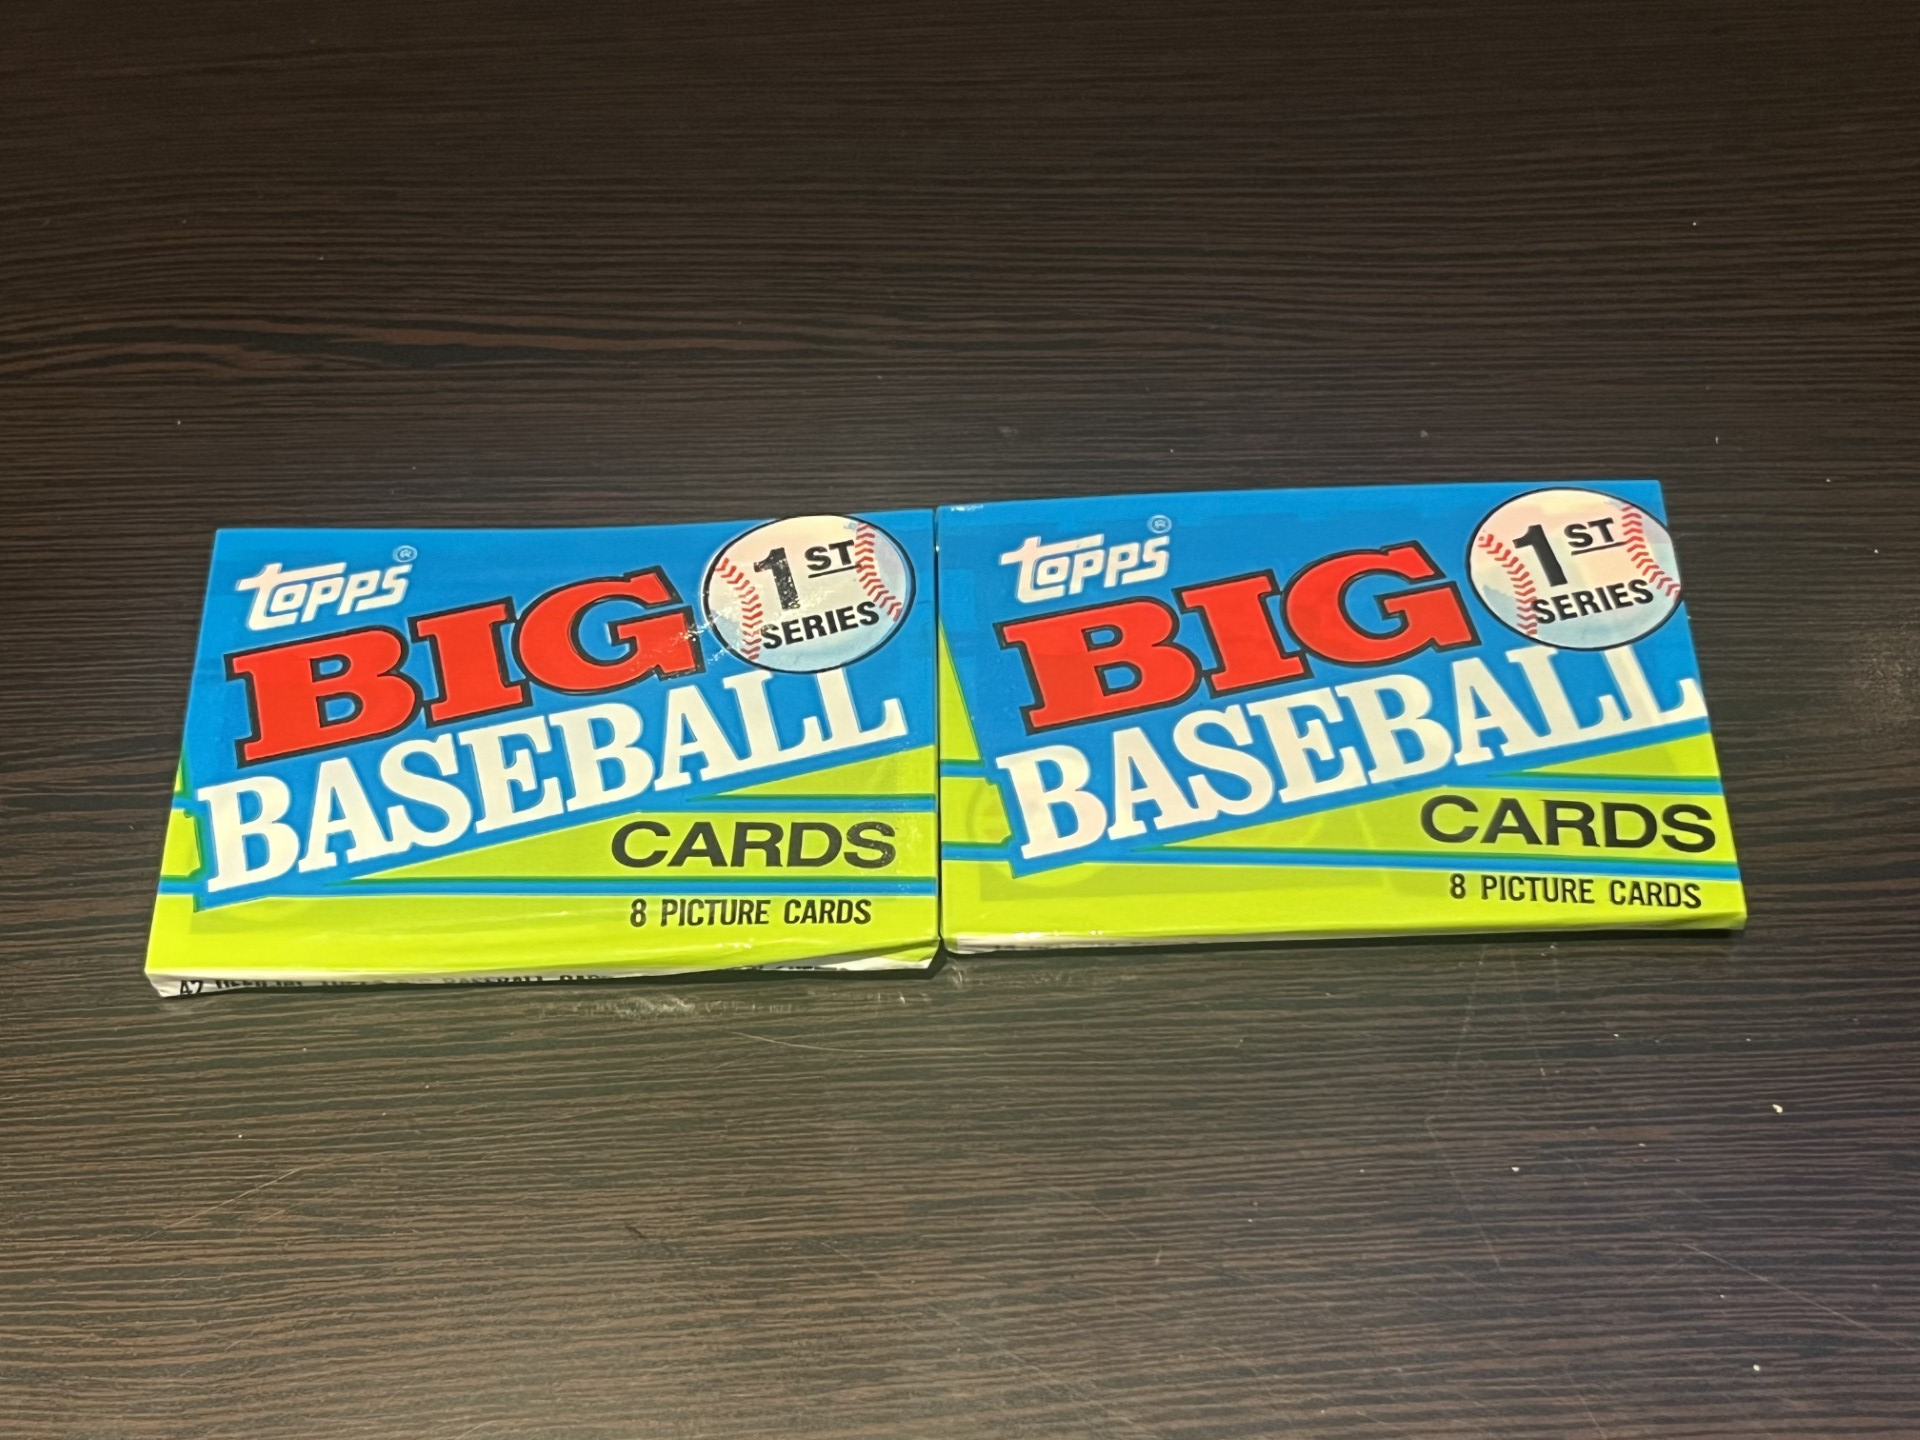 Topps®
BIG
BASEBALL
1ST
SERIES
CARDS
8 PICTURE CARDS
Topps®
BIG
BASEBALL
1ST
SERIES
CARDS
8 PICTURE CARDS